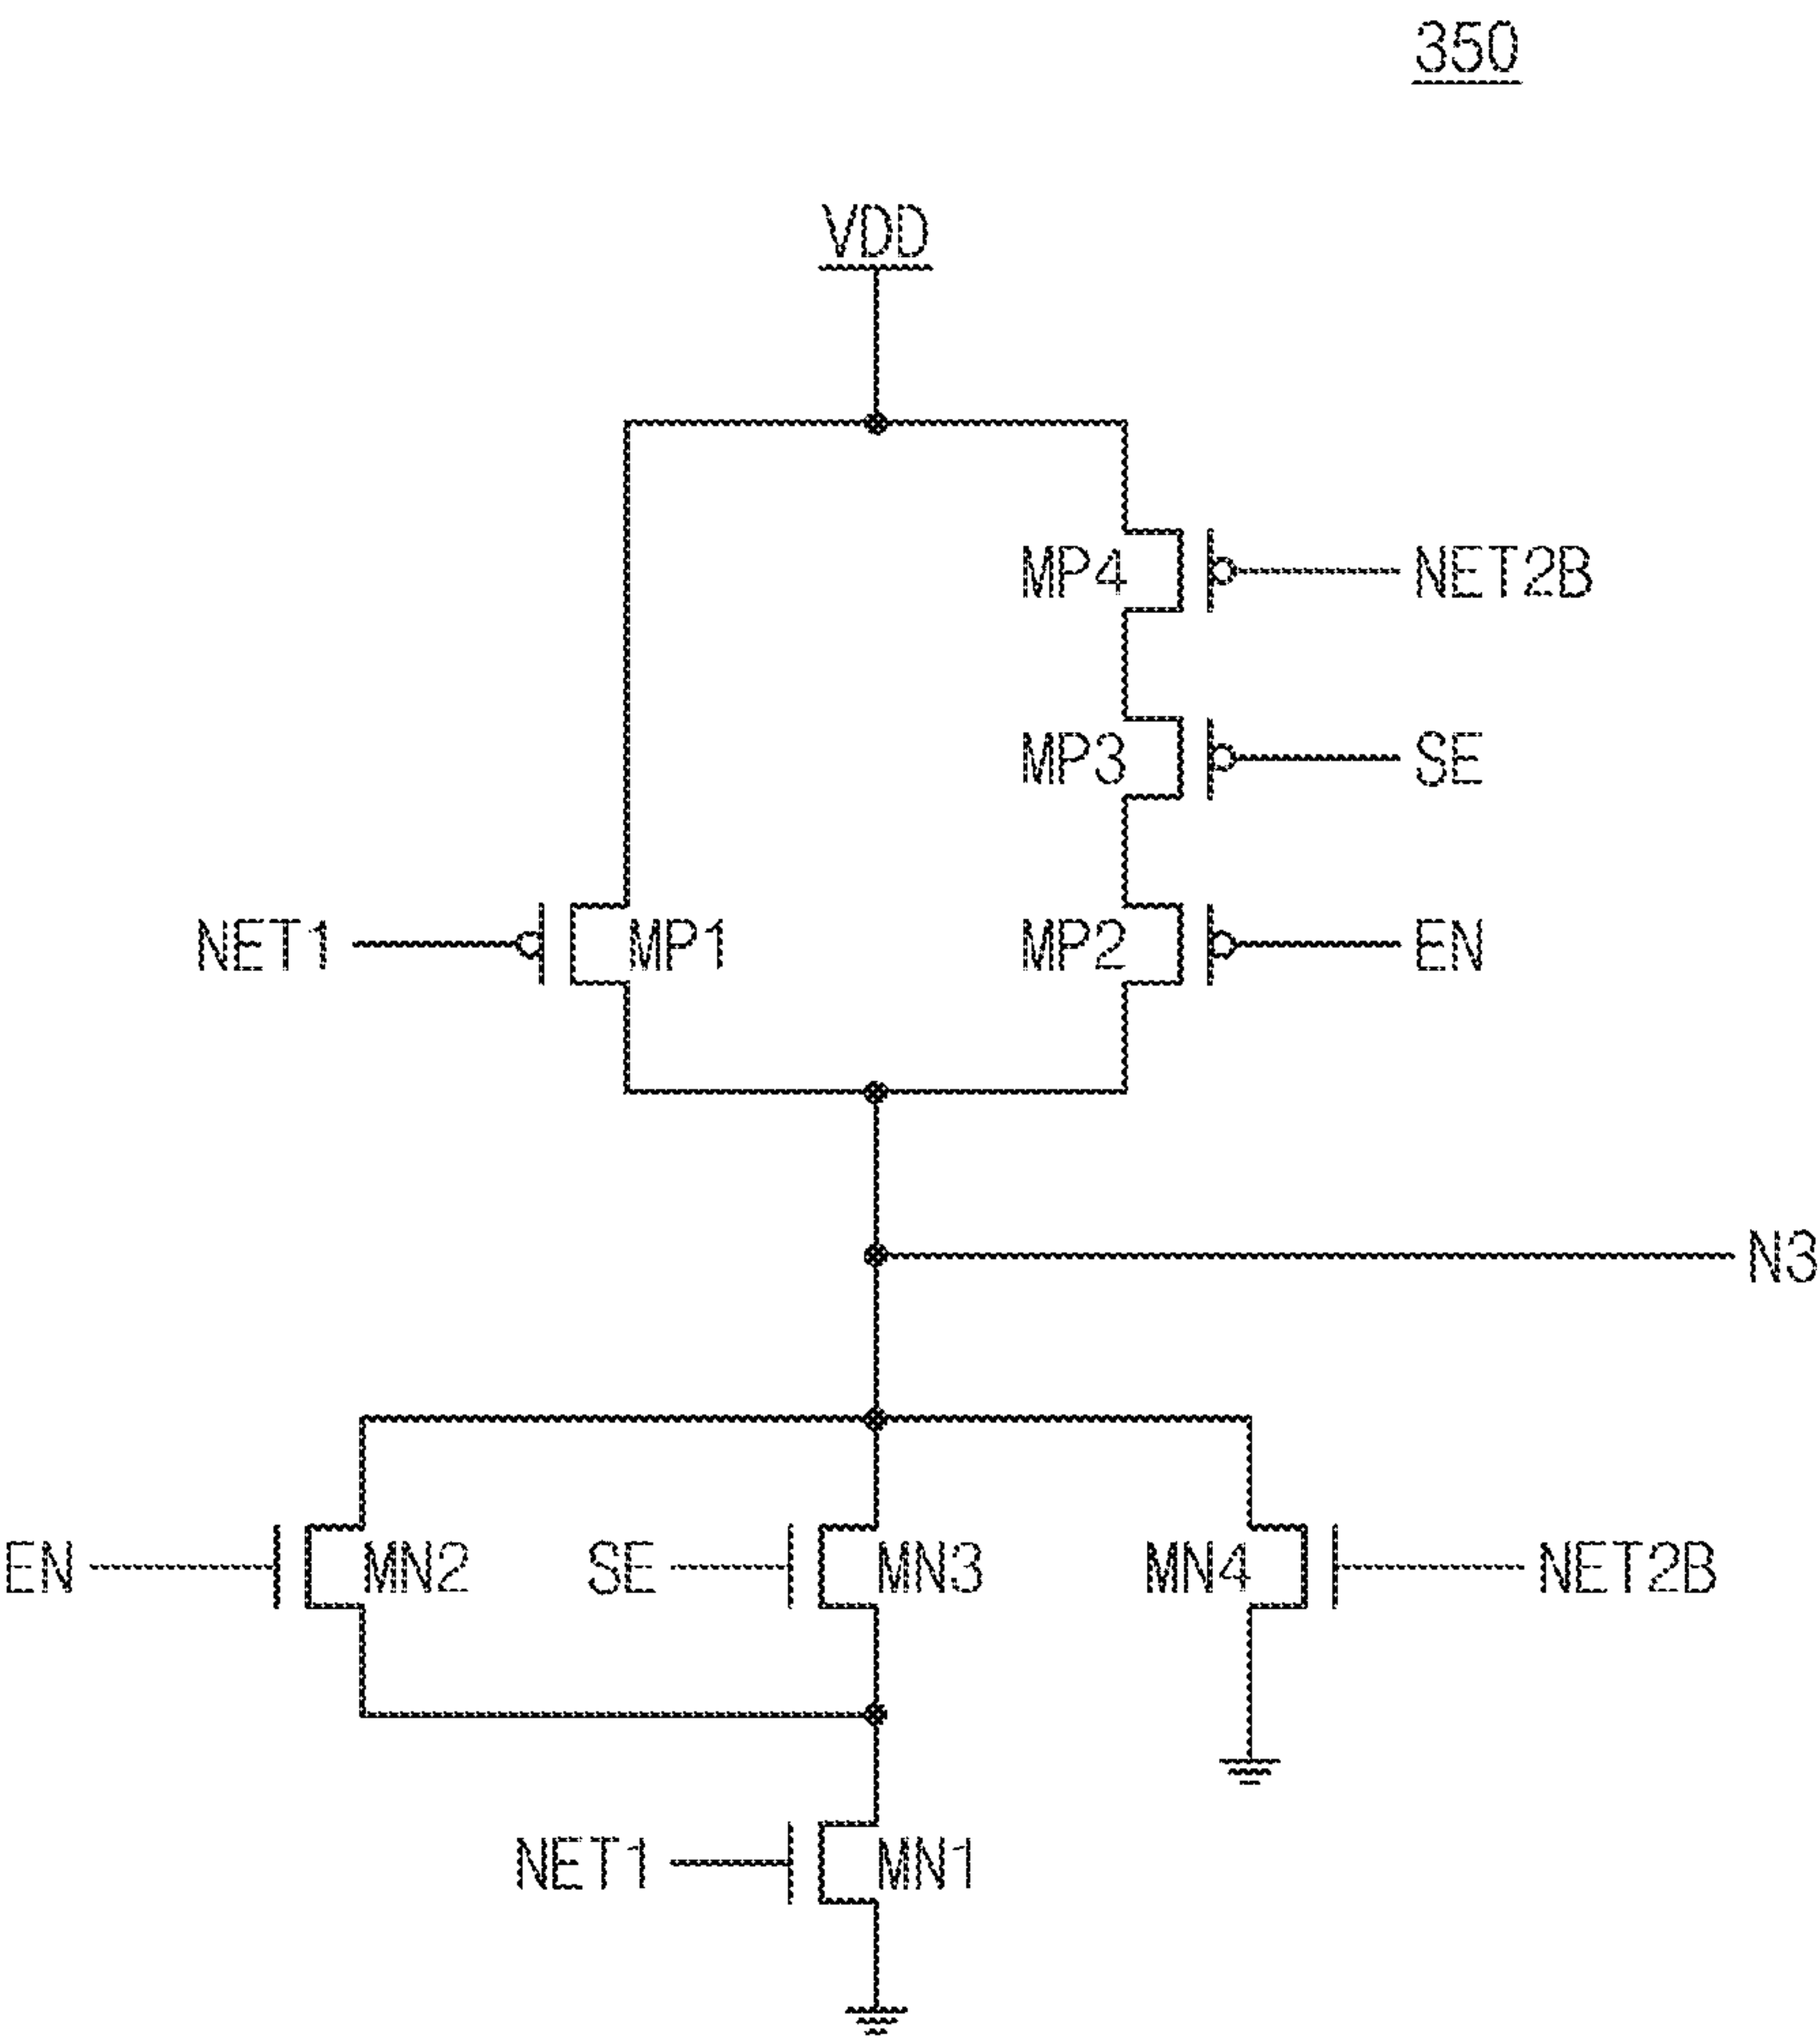 350
VDD
MP4
NET2B
MP3
SE
NET1
MP1
MP2
EN
N3
EN
MN2
SE
MN3
MN4
NET2B
NET1
MN1